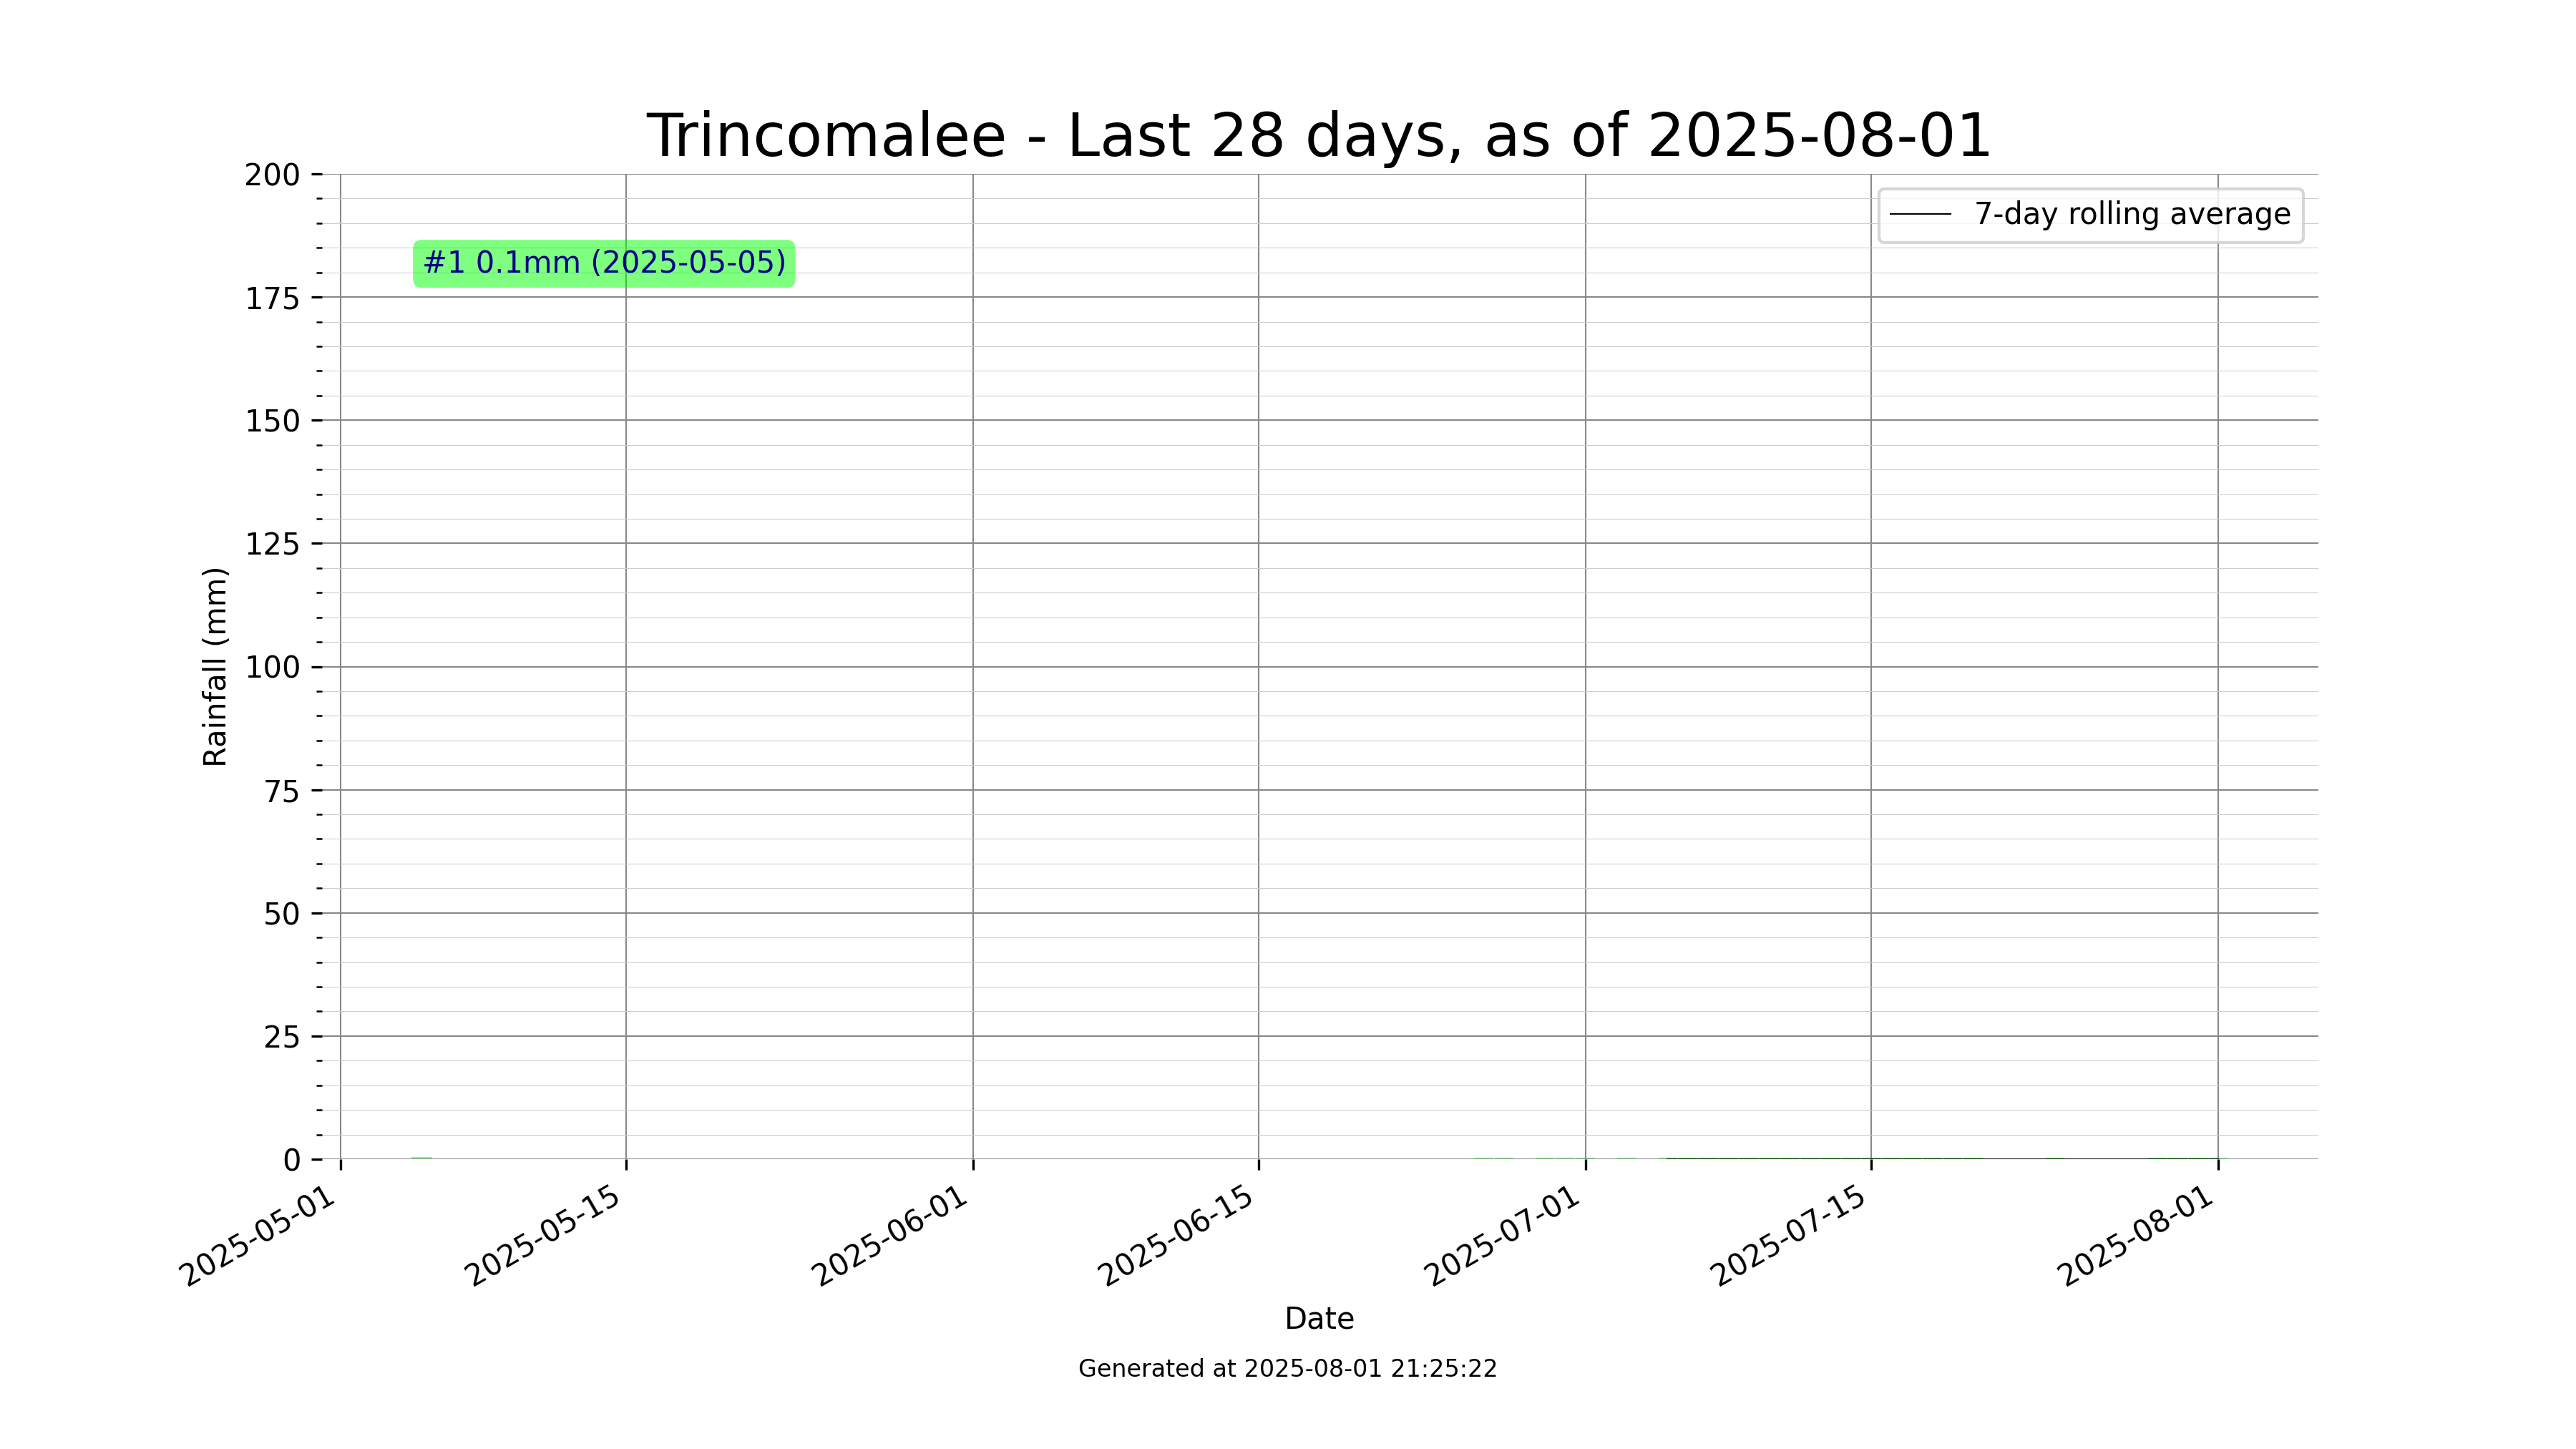 Trincomalee - Last 28 days, as of 2025-08-01
7-day rolling average
#1 0.1mm (2025-05-05)
Rainfall (mm)
200
175
150
125
100
75
50
25
0
2025-05-01
2025-05-15
2025-06-01
2025-06-15
2025-07-01
2025-07-15
2025-08-01
Date
Generated at 2025-08-01 21:25:22